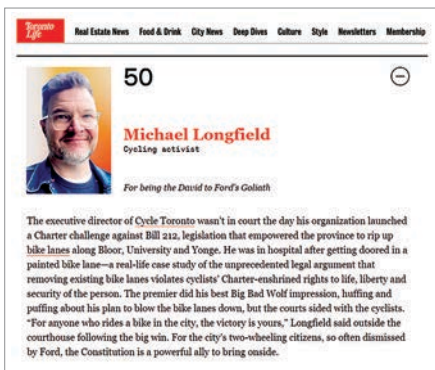 Toronto
Life
Real Estate News Food & Drink City News Deep Dives Culture Style Newsletters Membership
50
Michael Longfield
Cycling activist
For being the David to Ford's Goliath
The executive director of Cycle Toronto wasn't in court the day his organization launched
a Charter challenge against Bill 212, legislation that empowered the province to rip up
bike lanes along Bloor, University and Yonge. He was in hospital after getting doored in a
painted bike lane—a real-life case study of the unprecedented legal argument that
removing existing bike lanes violates cyclists' Charter-enshrined rights to life, liberty and
security of the person. The premier did his best Big Bad Wolf impression, huffing and
puffing about his plan to blow the bike lanes down, but the courts sided with the cyclists.
"For anyone who rides a bike in the city, the victory is yours," Longfield said outside the
courthouse following the big win. For the city's two-wheeling citizens, so often dismissed
by Ford, the Constitution is a powerful ally to bring onside.